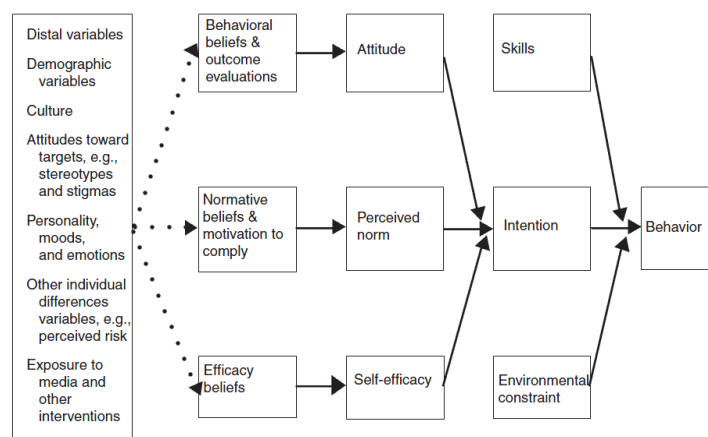 Distal variables
Demographic
variables
Culture
Attitudes toward
targets, e.g.,
stereotypes
and stigmas
Personality,
moods,
and emotions
Other individual
differences
variables, e.g.,
perceived risk
Exposure to
media and
other
interventions
Behavioral
beliefs &
outcome
evaluations
Attitude
Skills
Normative
beliefs &
motivation to
comply
Perceived
norm
Intention
Behavior
Efficacy
beliefs
Self-efficacy
Environmental
constraint